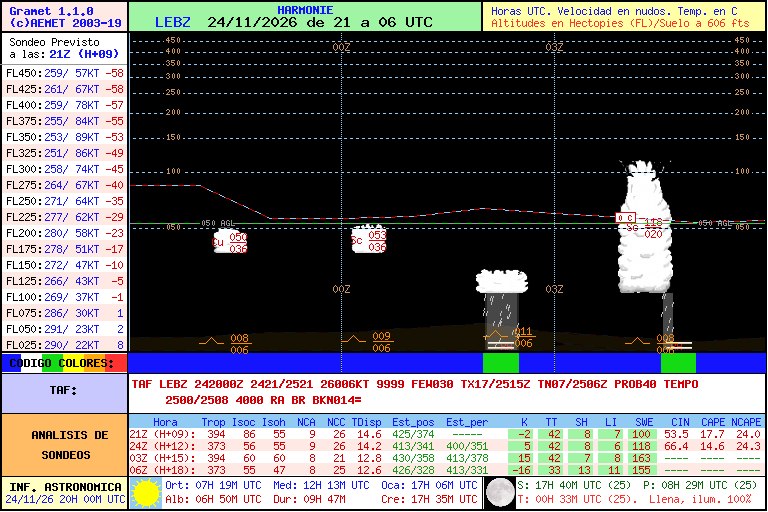 Gramet 1.1.0
(c)AEMET 2003-19
HARMONIE
LEBZ 24/11/2026 de 21 a 06 UTC
Horas UTC. Velocidad en nudos. Temp. en C
Altitudes en Hectopies (FL)/Suelo a 606 fts
Sondeo Previsto
a las: 21Z (H+09)
FL450:259/ 57KT -58
FL425:261/ 67KT -58
FL400:259/ 78KT -57
FL375:255/ 84KT -55
FL350:253/ 89KT -53
FL325:251/ 86KT -49
FL300:258/ 74KT -45
FL275:264/ 67KT -40
FL250:271/ 64KT -35
FL225:277/ 62KT -29
FL200:280/ 58KT -23
FL175:278/ 51KT -17
FL150:272/ 47KT -10
FL125:266/ 43KT -5
FL100:269/ 37KT -1
FL075:286/ 30KT 1
FL050:291/ 23KT 2
FL025:290/ 22KT 8
450 00Z 03Z 450
400 400
350 350
300 300
250 250
200 200
150 150
100 100
050 050 AGL 0 C 050 AGL 050
Cu 050 036
Sc 053 036
SG 118 020
00Z 03Z
008 006
009 006
011 006
008 006
CODIGO COLORES:
TAF:
TAF LEBZ 242000Z 2421/2521 26006KT 9999 FEW030 TX17/2515Z TN07/2506Z PROB40 TEMPO
2500/2508 4000 RA BR BKN014=
ANALISIS DE
SONDEOS
Hora Trop Isoc Isoh NCA NCC TDisp Est_pos Est_per K TT SH LI SWE CIN CAPE NCAPE
21Z (H+09): 394 86 55 9 26 14.6 425/374 ----- -2 42 8 7 100 53.5 17.7 24.0
24Z (H+12): 373 56 55 9 26 14.2 413/341 400/351 5 42 8 6 118 66.4 14.6 24.3
03Z (H+15): 394 60 60 8 21 12.8 430/358 413/378 15 42 7 8 163 ---- ---- ----
06Z (H+18): 373 55 47 8 25 12.6 426/328 413/331 -16 33 13 11 155 ---- ---- ----
INF. ASTRONOMICA
24/11/26 20H 00M UTC
Ort: 07H 19M UTC Med: 12H 13M UTC Oca: 17H 06M UTC
Alb: 06H 50M UTC Dur: 09H 47M Cre: 17H 35M UTC
S: 17H 40M UTC (25) P: 08H 29M UTC (25)
T: 00H 33M UTC (25). Llena, ilum. 100%